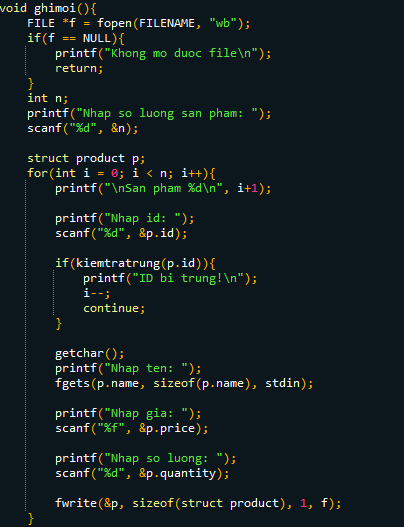 void ghimoi(){
    FILE *f = fopen(FILENAME, "wb");
    if(f == NULL){
        printf("Khong mo duoc file\n");
        return;
    }
    int n;
    printf("Nhap so luong san pham: ");
    scanf("%d", &n);

    struct product p;
    for(int i = 0; i < n; i++){
        printf("\nSan pham %d\n", i+1);

        printf("Nhap id: ");
        scanf("%d", &p.id);

        if(kiemtratrung(p.id)){
            printf("ID bi trung!\n");
            i--;
            continue;
        }

        getchar();
        printf("Nhap ten: ");
        fgets(p.name, sizeof(p.name), stdin);

        printf("Nhap gia: ");
        scanf("%f", &p.price);

        printf("Nhap so luong: ");
        scanf("%d", &p.quantity);

        fwrite(&p, sizeof(struct product), 1, f);
    }